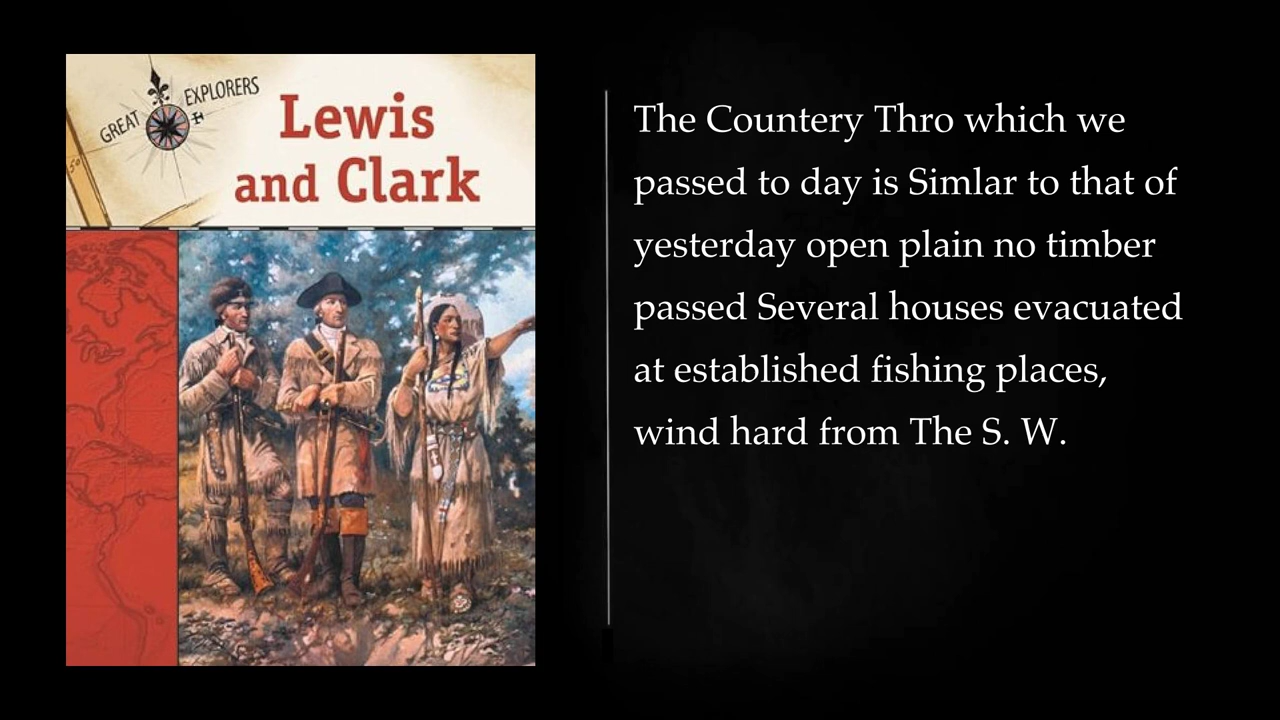 GREAT EXPLORERS
Lewis
and Clark
50
E
The Countery Thro which we
passed to day is Simlar to that of
yesterday open plain no timber
passed Several houses evacuated
at established fishing places,
wind hard from The S. W.